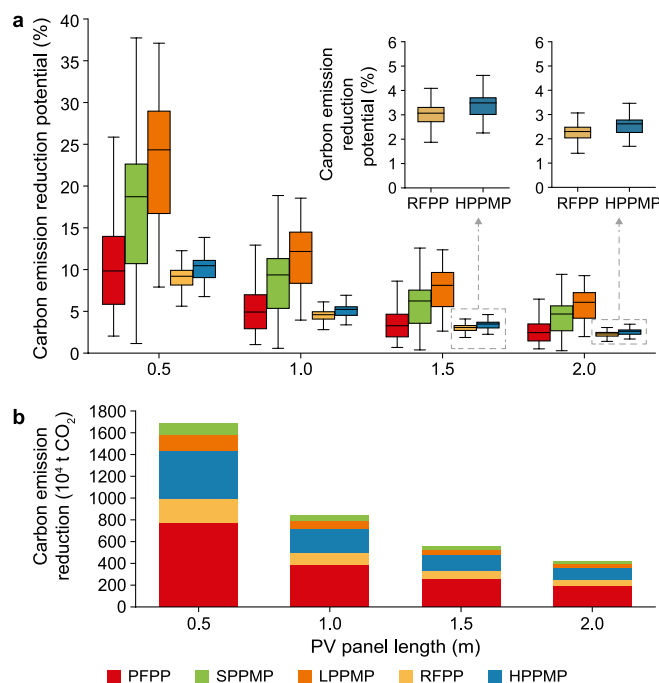 a
Carbon emission reduction potential (%)
40
35
30
25
20
15
10
5
0
0.5
1.0
1.5
2.0
Carbon emission
reduction
potential (%)
6
5
4
3
2
1
0
RFPP
HPPMP
6
5
4
3
2
1
0
RFPP
HPPMP
b
Carbon emission
reduction (10⁴ t CO₂)
1800
1600
1400
1200
1000
800
600
400
200
0
0.5
1.0
1.5
2.0
PV panel length (m)
PFPP
SPPMP
LPPMP
RFPP
HPPMP